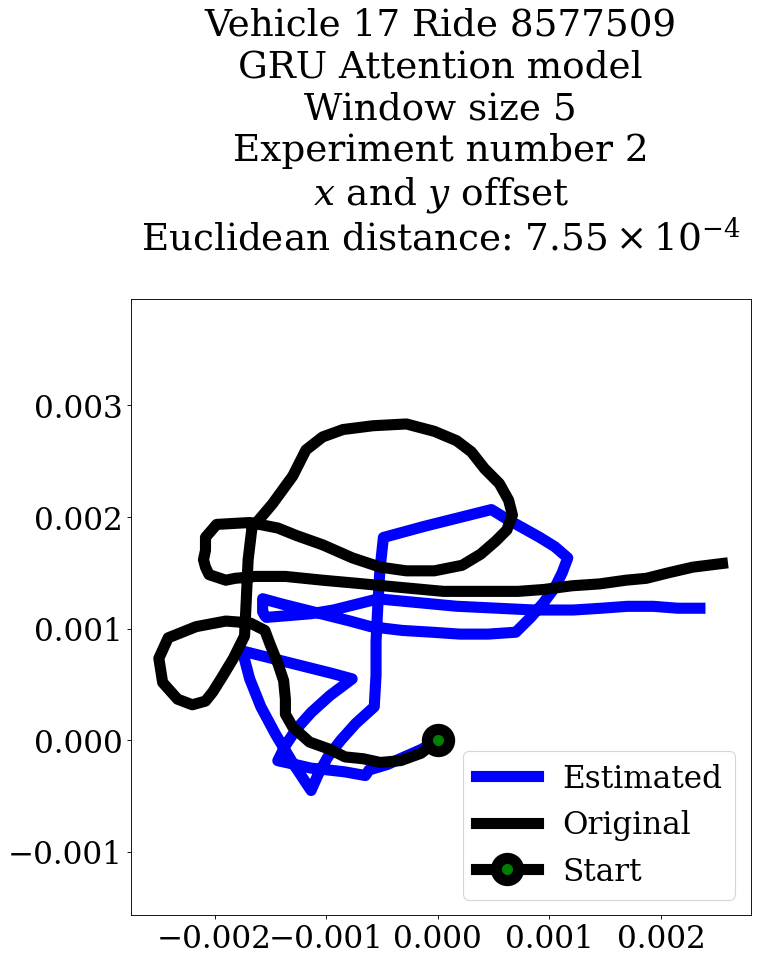 Vehicle 17 Ride 8577509
GRU Attention model
Window size 5
Experiment number 2
x and y offset
Euclidean distance: 7.55 × 10⁻⁴
0.003
0.002
0.001
0.000
−0.001
Estimated
Original
Start
−0.002 −0.001 0.000 0.001 0.002